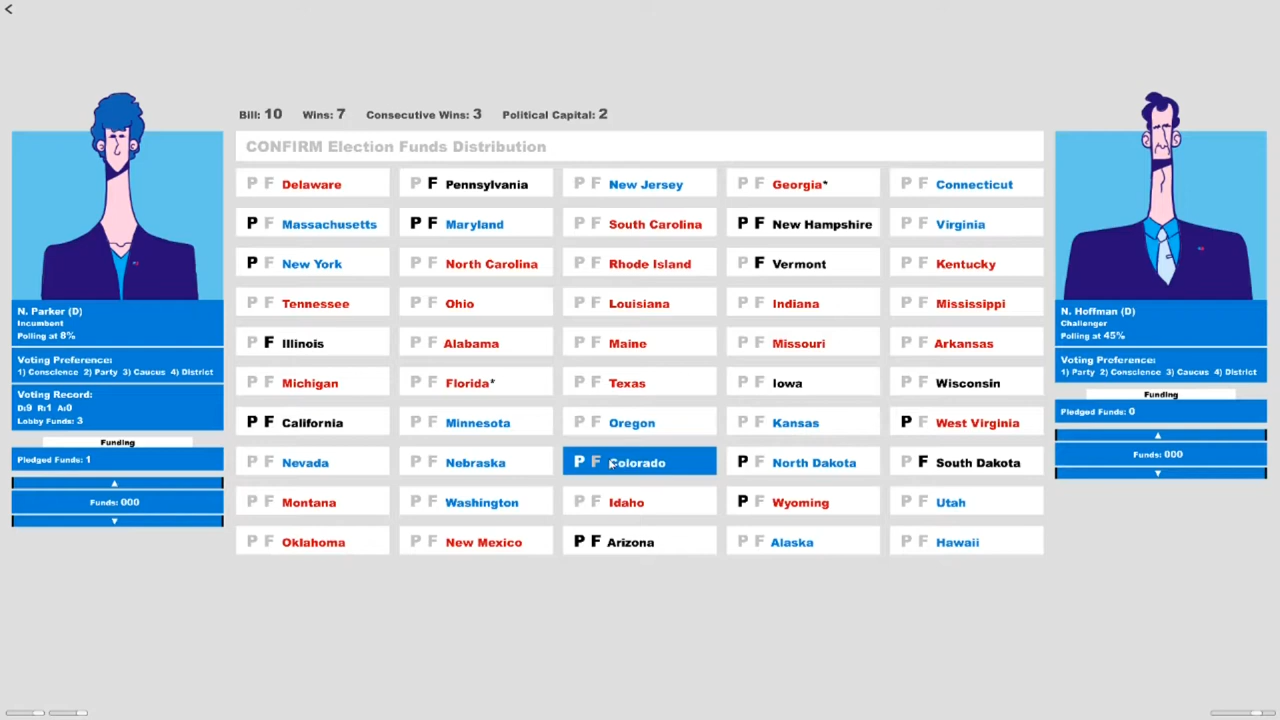 <
Bill: 10 Wins: 7 Consecutive Wins: 3 Political Capital: 2
CONFIRM Election Funds Distribution
P F Delaware P F Pennsylvania P F New Jersey P F Georgia* P F Connecticut
P F Massachusetts P F Maryland P F South Carolina P F New Hampshire P F Virginia
P F New York P F North Carolina P F Rhode Island P F Vermont P F Kentucky
P F Tennessee P F Ohio P F Louisiana P F Indiana P F Mississippi
P F Illinois P F Alabama P F Maine P F Missouri P F Arkansas
P F Michigan P F Florida* P F Texas P F Iowa P F Wisconsin
P F California P F Minnesota P F Oregon P F Kansas P F West Virginia
P F Nevada P F Nebraska P F Colorado P F North Dakota P F South Dakota
P F Montana P F Washington P F Idaho P F Wyoming P F Utah
P F Oklahoma P F New Mexico P F Arizona P F Alaska P F Hawaii
N. Parker (D)
Incumbent
Polling at 8%
Voting Preference:
1) Conscience 2) Party 3) Caucus 4) District
Voting Record:
D:9 R:1 A:0
Lobby Funds: 3
Funding
Pledged Funds: 1
Funds: 000
N. Hoffman (D)
Challenger
Polling at 45%
Voting Preference:
1) Party 2) Conscience 3) Caucus 4) District
Funding
Pledged Funds: 0
Funds: 000